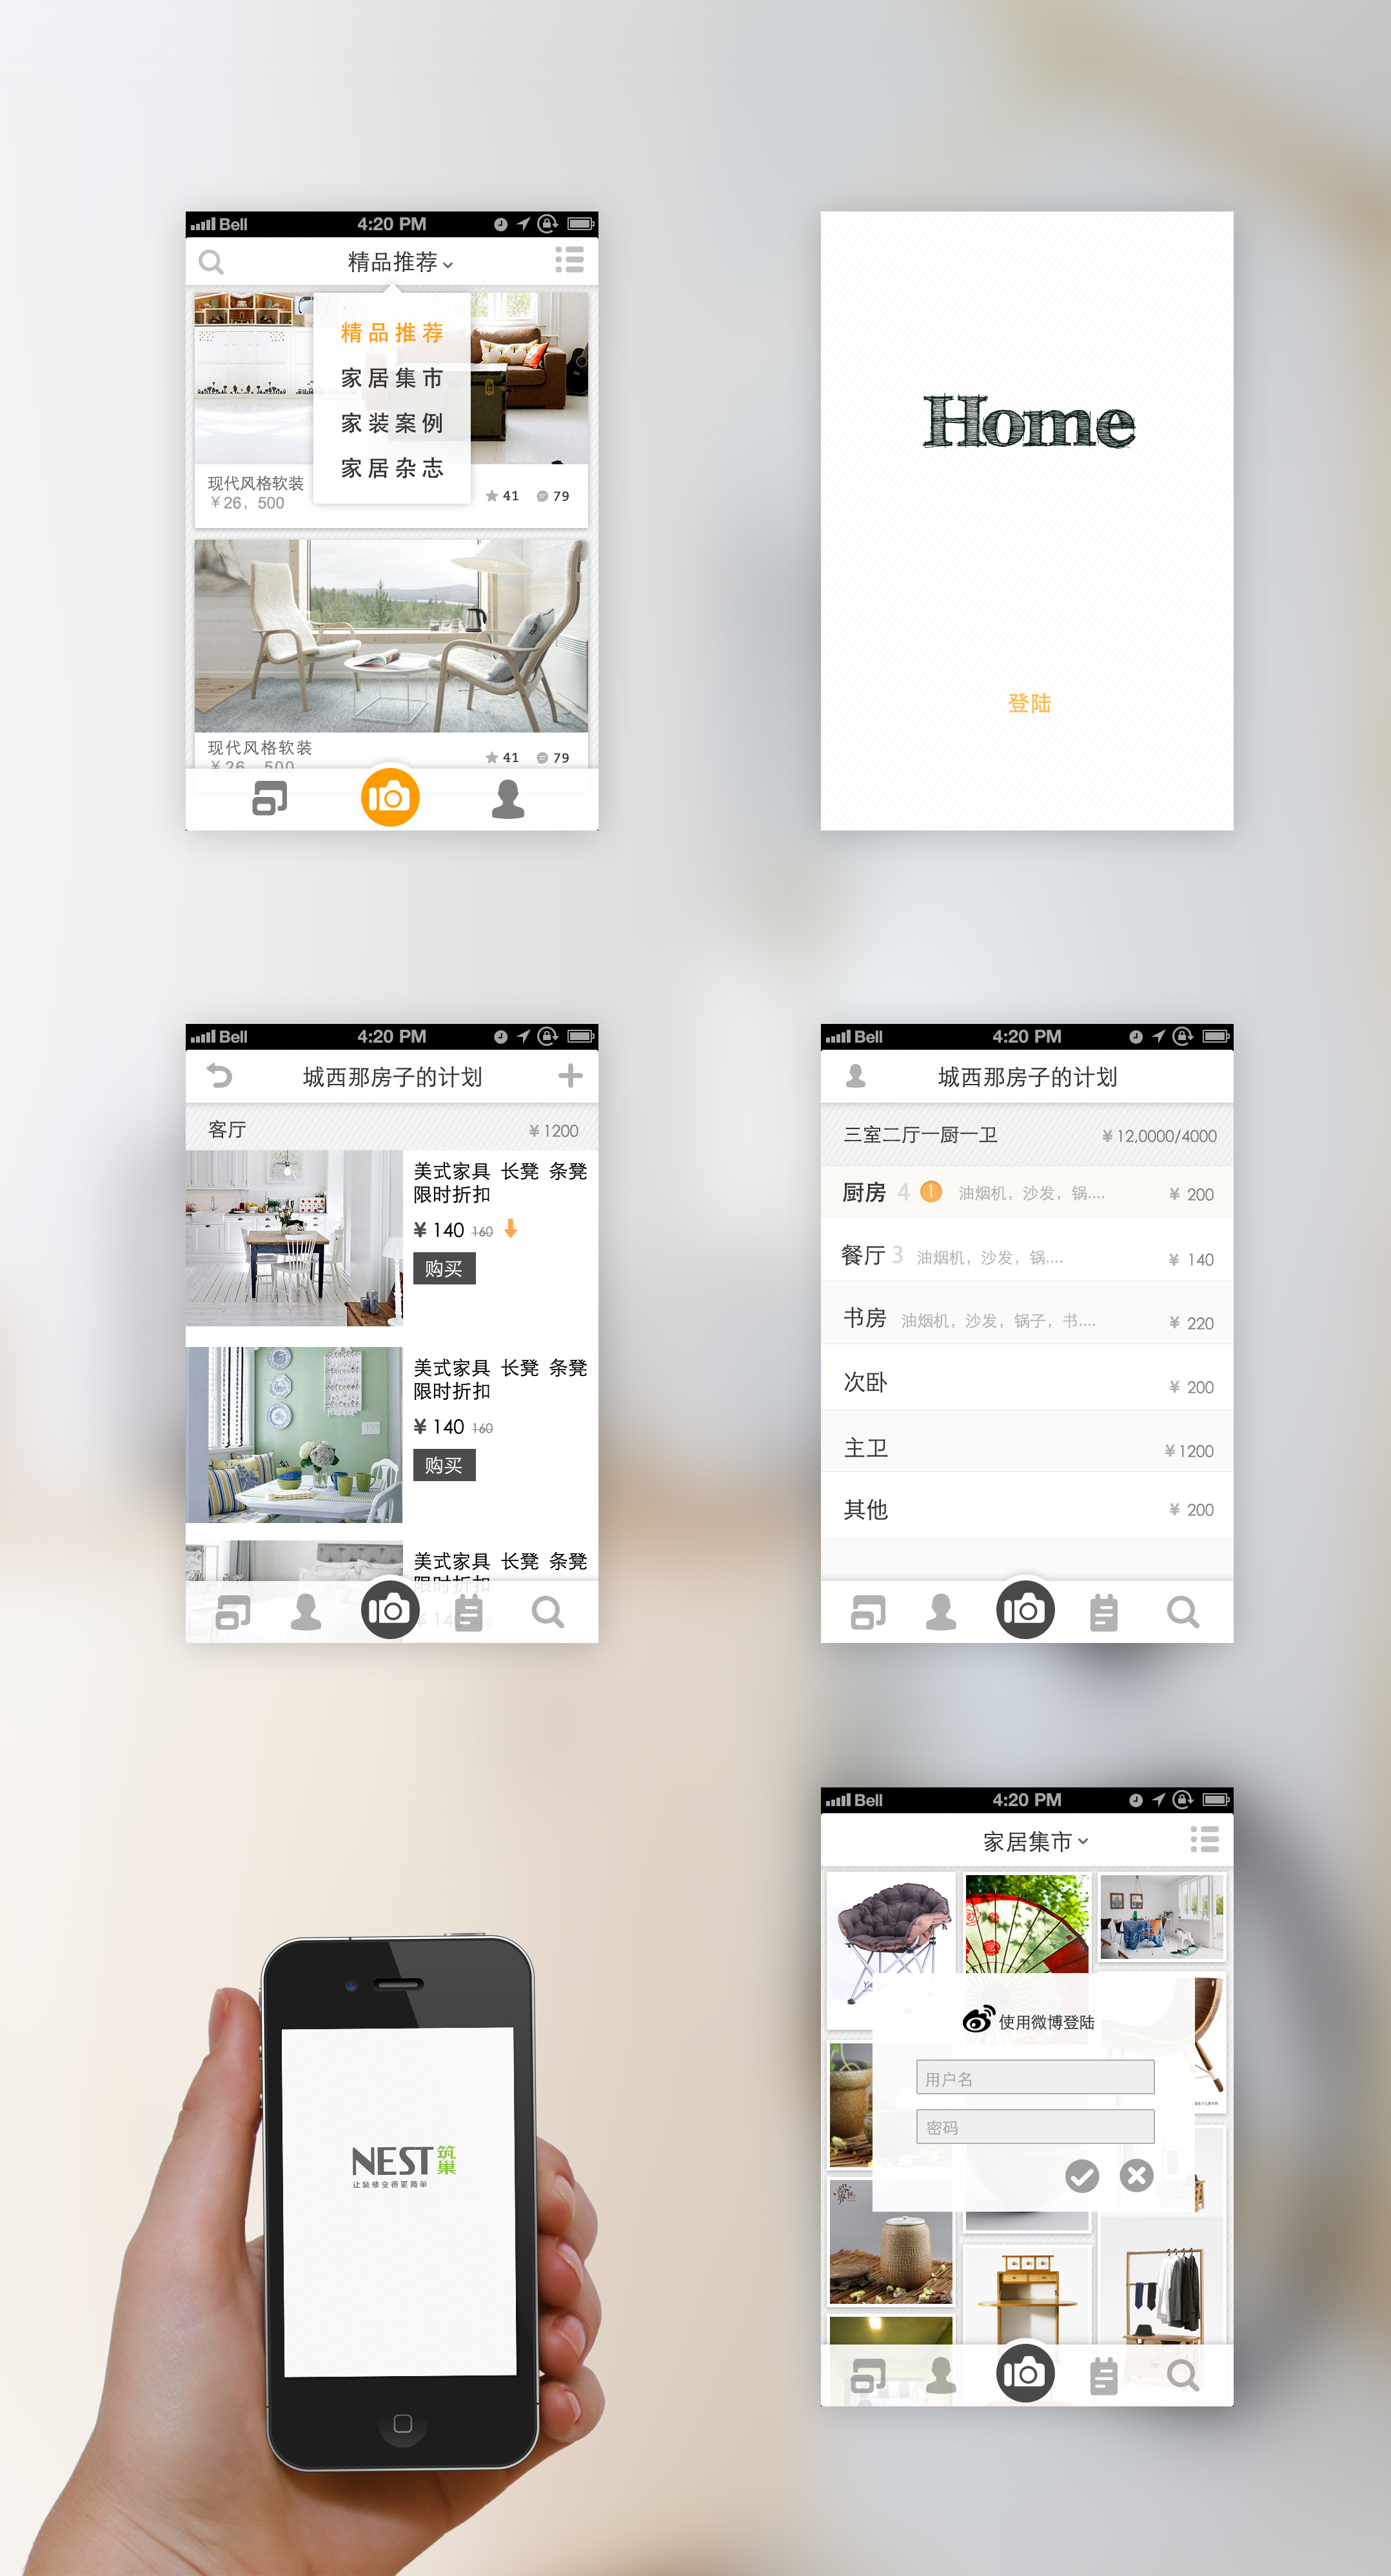 Bell 4:20 PM
精品推荐
精品推荐
家居集市
家装案例
家居杂志
现代风格软装
¥26，500
41 79
现代风格软装
¥26，500
41 79
Home
登陆
Bell 4:20 PM
城西那房子的计划
客厅 ¥1200
美式家具 长凳 条凳
限时折扣
¥ 140 160
购买
美式家具 长凳 条凳
限时折扣
¥ 140 160
购买
美式家具 长凳 条凳
限时折扣
¥ 140 160
Bell 4:20 PM
城西那房子的计划
三室二厅一厨一卫 ¥12,0000/4000
厨房 4 1 油烟机，沙发，锅.... ¥ 200
餐厅 3 油烟机，沙发，锅.... ¥ 140
书房 油烟机，沙发，锅子，书.... ¥ 220
次卧 ¥ 200
主卫 ¥1200
其他 ¥ 200
NEST筑巢
让装修变得更简单
Bell 4:20 PM
家居集市
使用微博登陆
用户名
密码